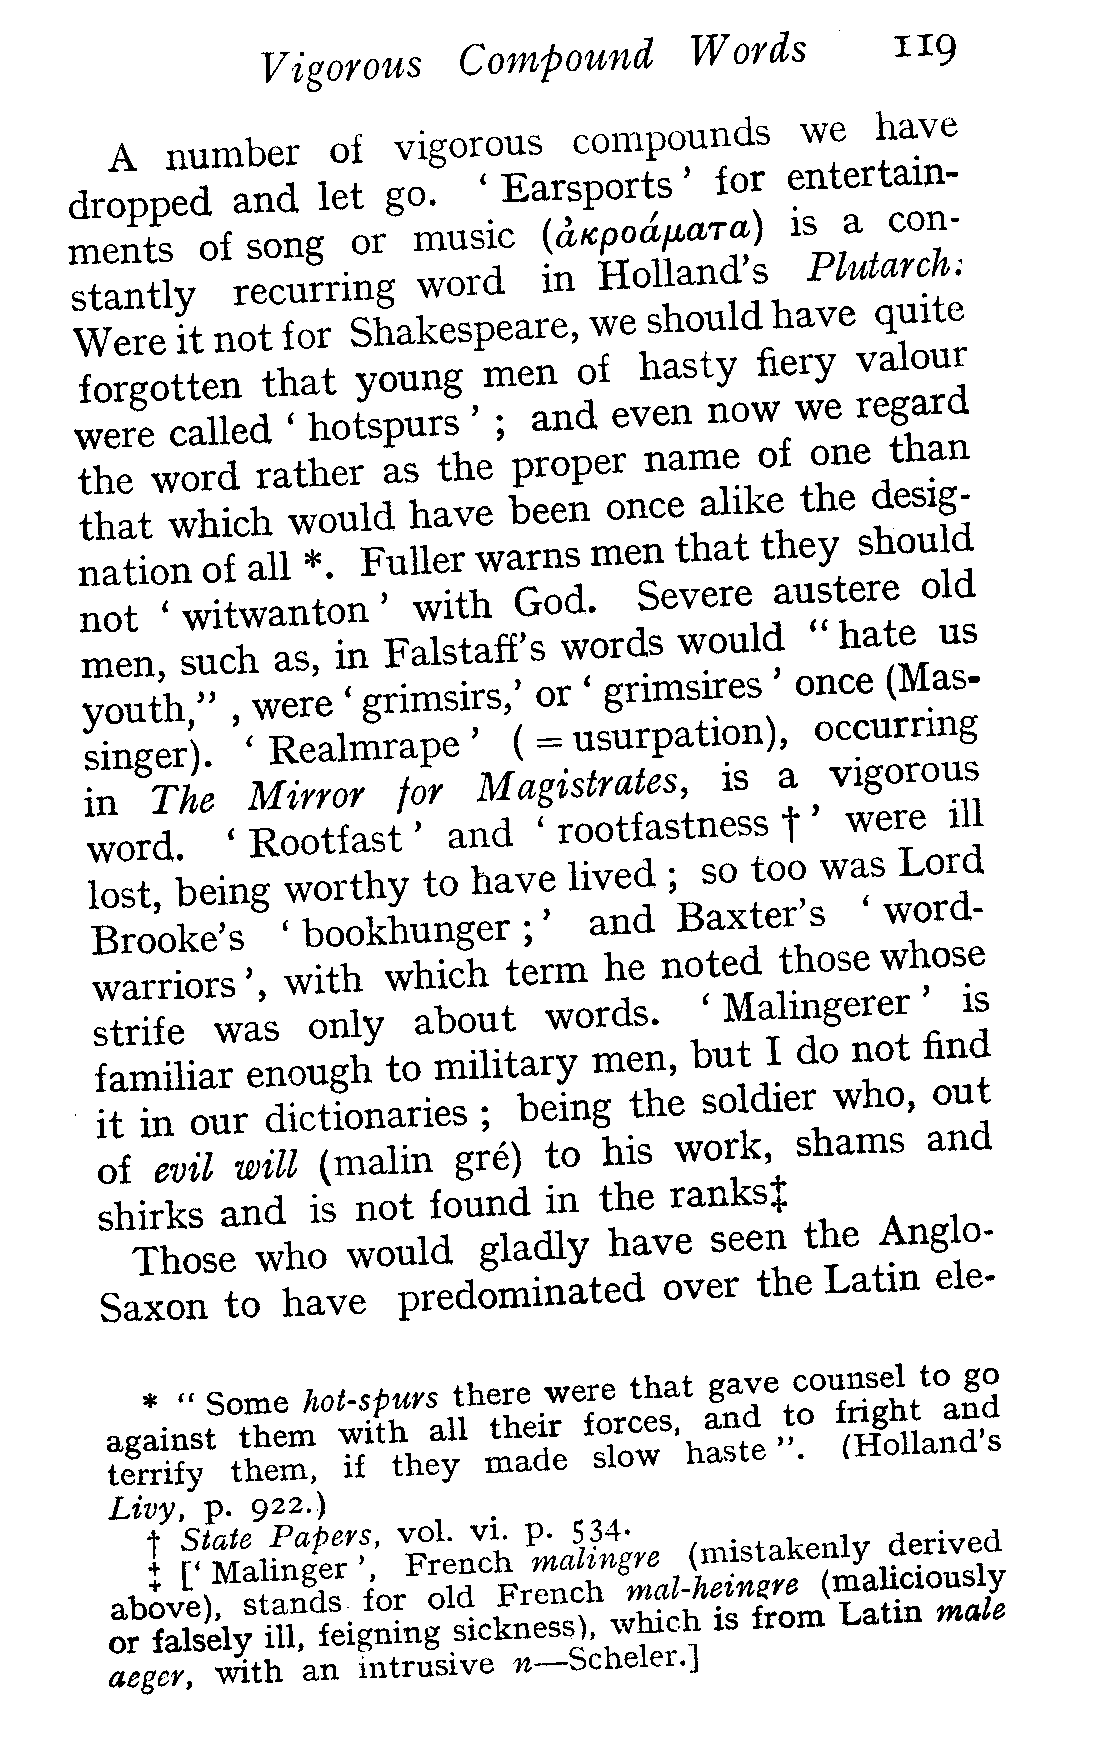 Vigorous Compound Words 119
A number of vigorous compounds we have
dropped and let go. ‘ Earsports ’ for entertain-
ments of song or music (ἀκροάματα) is a con-
stantly recurring word in Holland’s Plutarch:
Were it not for Shakespeare, we should have quite
forgotten that young men of hasty fiery valour
were called ‘ hotspurs ’ ; and even now we regard
the word rather as the proper name of one than
that which would have been once alike the desig-
nation of all *. Fuller warns men that they should
not ‘ witwanton ’ with God. Severe austere old
men, such as, in Falstaff’s words would “ hate us
youth,” , were ‘ grimsirs,’ or ‘ grimsires ’ once (Mas-
singer). ‘ Realmrape ’ ( = usurpation), occurring
in The Mirror for Magistrates, is a vigorous
word. ‘ Rootfast ’ and ‘ rootfastness † ’ were ill
lost, being worthy to have lived ; so too was Lord
Brooke’s ‘ bookhunger ; ’ and Baxter’s ‘ word-
warriors ’, with which term he noted those whose
strife was only about words. ‘ Malingerer ’ is
familiar enough to military men, but I do not find
it in our dictionaries ; being the soldier who, out
of evil will (malin gré) to his work, shams and
shirks and is not found in the ranks‡
Those who would gladly have seen the Anglo-
Saxon to have predominated over the Latin ele-
* “ Some hot-spurs there were that gave counsel to go
against them with all their forces, and to fright and
terrify them, if they made slow haste ”. (Holland’s
Livy, p. 922.)
† State Papers, vol. vi. p. 534.
‡ [‘ Malinger ’, French malingre (mistakenly derived
above), stands for old French mal-heingre (maliciously
or falsely ill, feigning sickness), which is from Latin male
aeger, with an intrusive n—Scheler.]